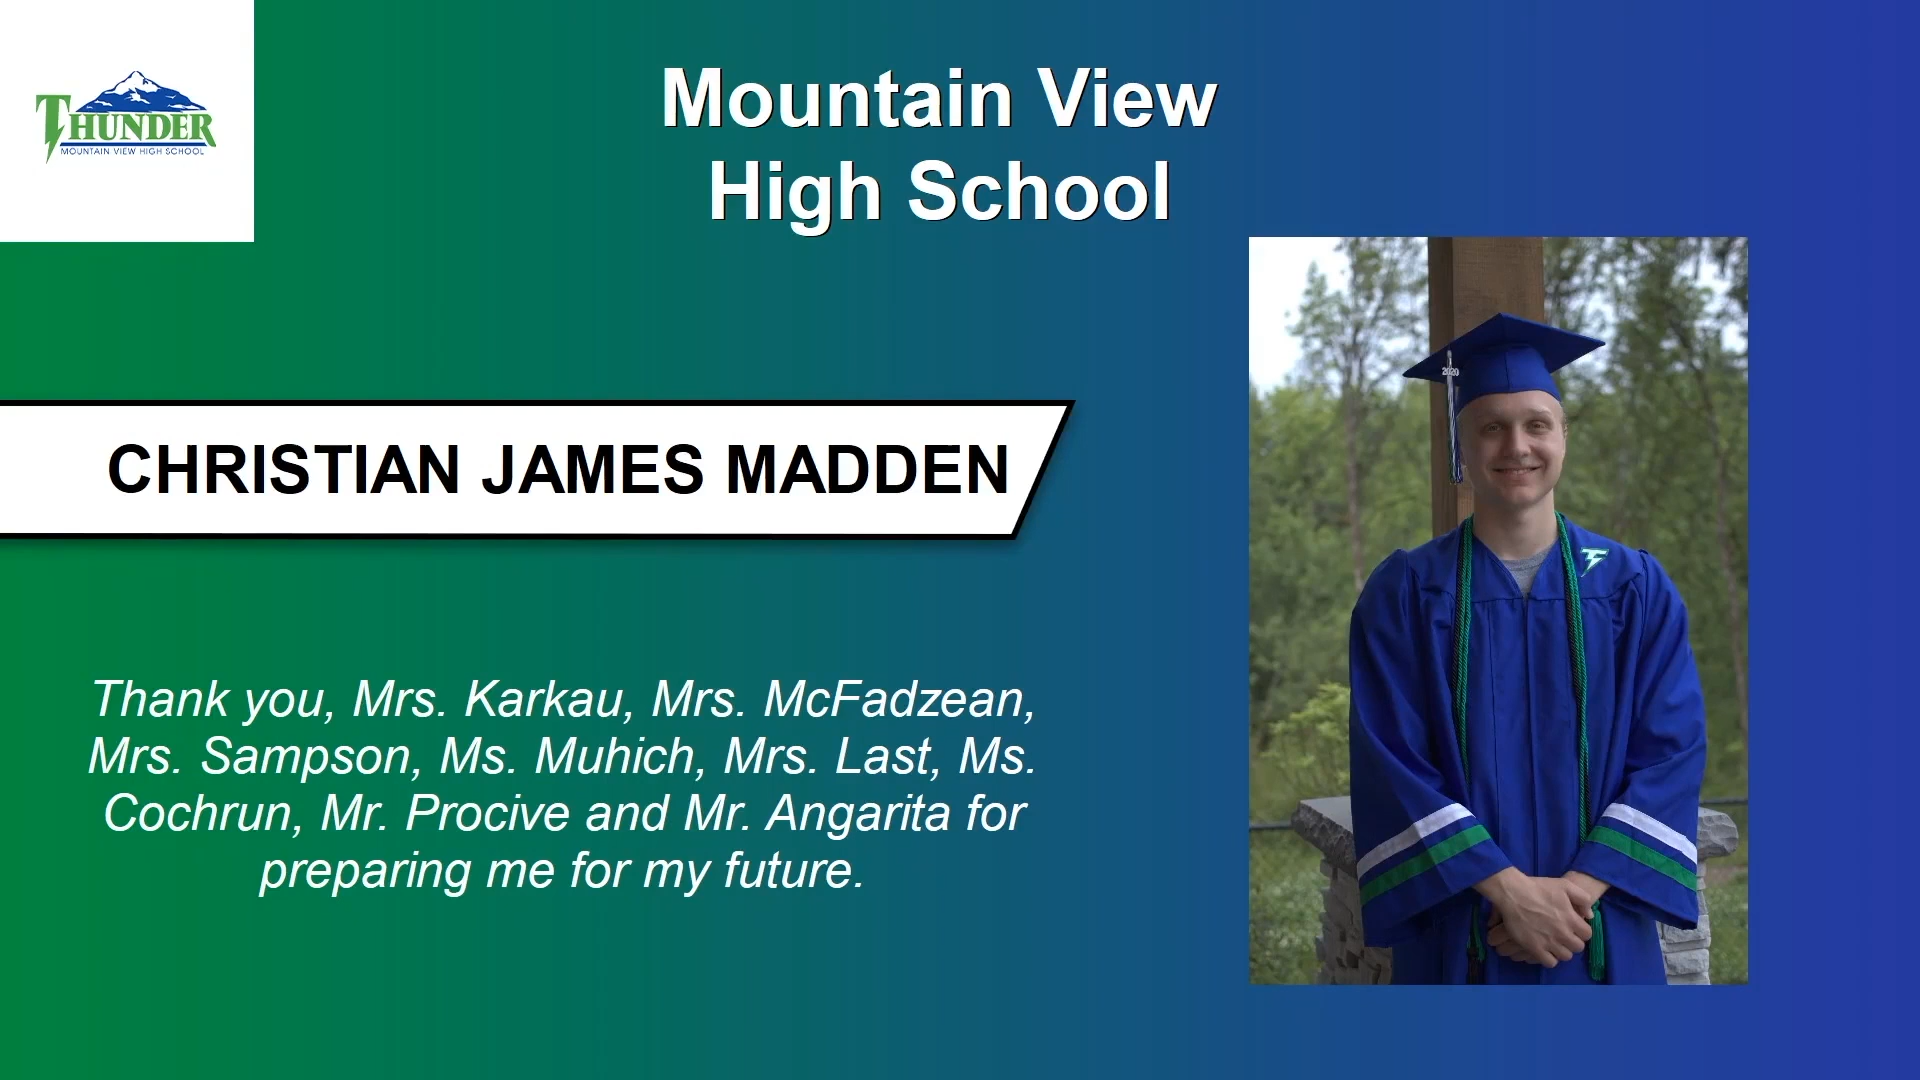 THUNDER
MOUNTAIN VIEW HIGH SCHOOL
Mountain View
High School
2020
CHRISTIAN JAMES MADDEN
Thank you, Mrs. Karkau, Mrs. McFadzean,
Mrs. Sampson, Ms. Muhich, Mrs. Last, Ms.
Cochrun, Mr. Procive and Mr. Angarita for
preparing me for my future.